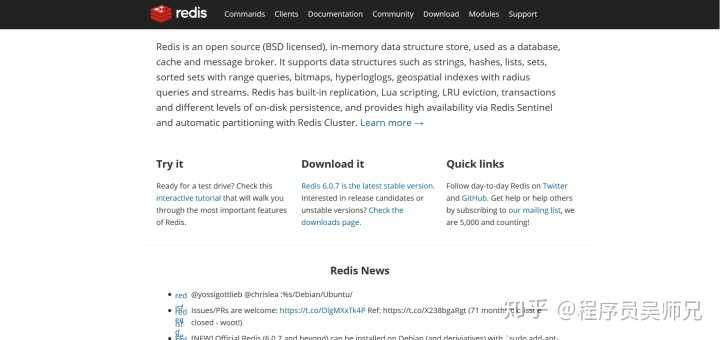 redis
Commands Clients Documentation Community Download Modules Support
Redis is an open source (BSD licensed), in-memory data structure store, used as a database,
cache and message broker. It supports data structures such as strings, hashes, lists, sets,
sorted sets with range queries, bitmaps, hyperloglogs, geospatial indexes with radius
queries and streams. Redis has built-in replication, Lua scripting, LRU eviction, transactions
and different levels of on-disk persistence, and provides high availability via Redis Sentinel
and automatic partitioning with Redis Cluster. Learn more →
Try it
Ready for a test drive? Check this
interactive tutorial that will walk you
through the most important features
of Redis.
Download it
Redis 6.0.7 is the latest stable version.
Interested in release candidates or
unstable versions? Check the
downloads page.
Quick links
Follow day-to-day Redis on Twitter
and GitHub. Get help or help others
by subscribing to our mailing list, we
are 5,000 and counting!
Redis News
@yossigottlieb @chrislea :%s/Debian/Ubuntu/
Issues/PRs are welcome: https://t.co/OlgMXxTk4P Ref: https://t.co/X238bgaRgt (71 month
closed - woot!)
[NEW] Official Redis (6.0.7 and beyond) can be installed on Debian (and deriviatives) with `sudo add-apt-
知乎 @程序员吴师兄